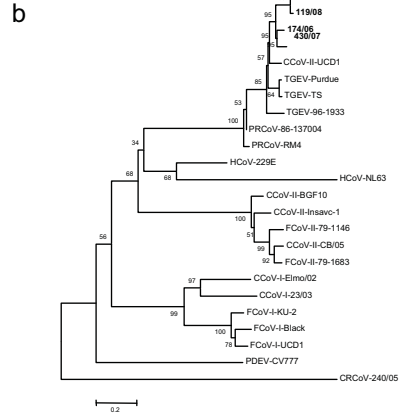 b
95
119/08
174/06
95
430/07
95
57
CCoV-II-UCD1
TGEV-Purdue
85
64
TGEV-TS
53
TGEV-96-1933
100
PRCoV-86-137004
34
PRCoV-RM4
HCoV-229E
68
68
HCoV-NL63
CCoV-II-BGF10
100
CCoV-II-Insavc-1
51
FCoV-II-79-1146
56
99
CCoV-II-CB/05
92
FCoV-II-79-1683
97
CCoV-I-Elmo/02
CCoV-I-23/03
99
FCoV-I-KU-2
100
FCoV-I-Black
78
FCoV-I-UCD1
PDEV-CV777
CRCoV-240/05
0.2